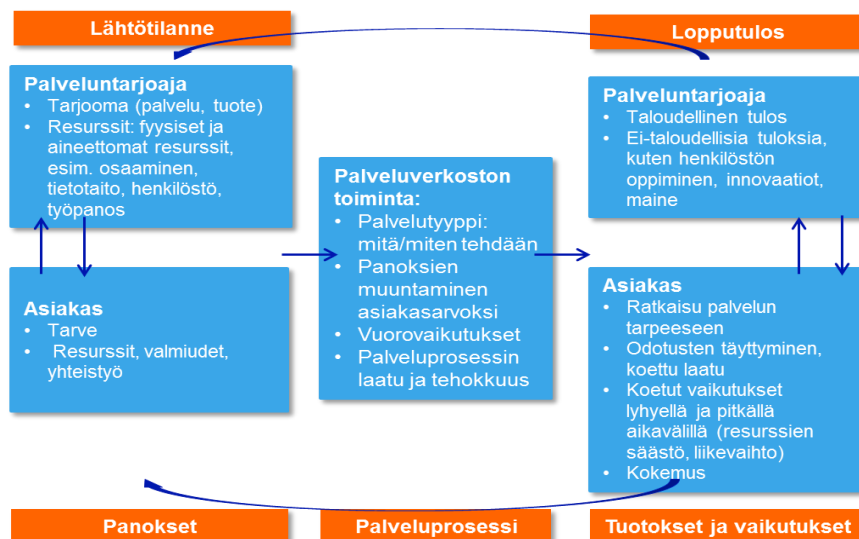 Lähtötilanne
Lopputulos
Palveluntarjoaja
• Tarjooma (palvelu, tuote)
• Resurssit: fyysiset ja
aineettomat resurssit,
esim. osaaminen,
tietotaito, henkilöstö,
työpanos
Asiakas
• Tarve
• Resurssit, valmiudet,
yhteistyö
Palveluverkoston
toiminta:
• Palvelutyyppi:
mitä/miten tehdään
• Panoksien
muuntaminen
asiakasarvoksi
• Vuorovaikutukset
• Palveluprosessin
laatu ja tehokkuus
Palveluntarjoaja
• Taloudellinen tulos
• Ei-taloudellisia tuloksia,
kuten henkilöstön
oppiminen, innovaatiot,
maine
Asiakas
• Ratkaisu palvelun
tarpeeseen
• Odotusten täyttyminen,
koettu laatu
• Koetut vaikutukset
lyhyellä ja pitkällä
aikavälillä (resurssien
säästö, liikevaihto)
• Kokemus
Panokset
Palveluprosessi
Tuotokset ja vaikutukset